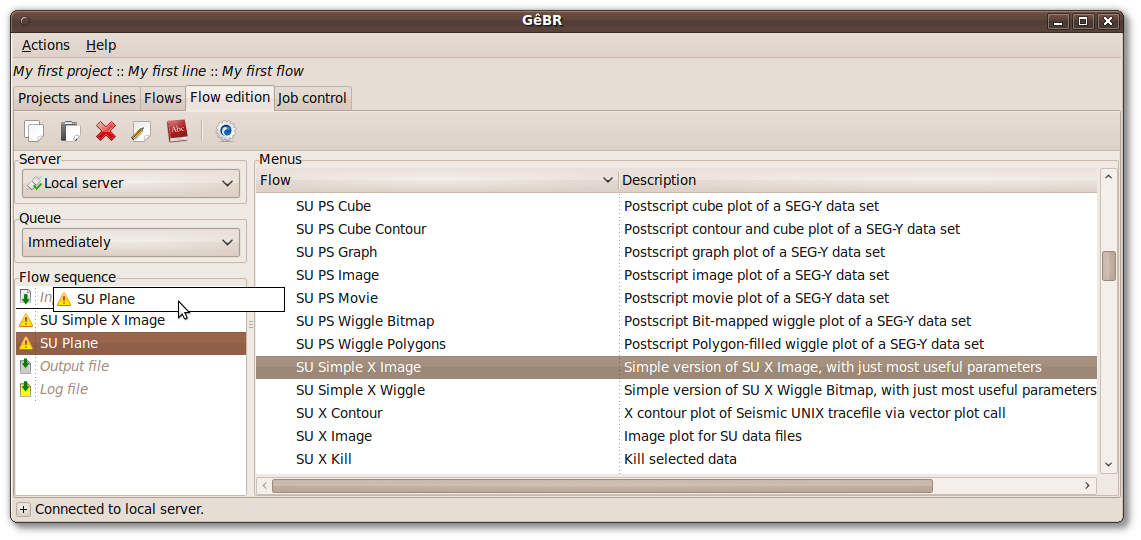 GêBR
Actions Help
My first project :: My first line :: My first flow
Projects and Lines Flows Flow edition Job control
Abc
Server
Local server
Queue
Immediately
Flow sequence
SU Plane
SU Simple X Image
SU Plane
Output file
Log file
Menus
Flow Description
SU PS Cube Postscript cube plot of a SEG-Y data set
SU PS Cube Contour Postscript contour and cube plot of a SEG-Y data set
SU PS Graph Postscript graph plot of a SEG-Y data set
SU PS Image Postscript image plot of a SEG-Y data set
SU PS Movie Postscript movie plot of a SEG-Y data set
SU PS Wiggle Bitmap Postscript Bit-mapped wiggle plot of a SEG-Y data set
SU PS Wiggle Polygons Postscript Polygon-filled wiggle plot of a SEG-Y data set
SU Simple X Image Simple version of SU X Image, with just most useful parameters
SU Simple X Wiggle Simple version of SU X Wiggle Bitmap, with just most useful parameters
SU X Contour X contour plot of Seismic UNIX tracefile via vector plot call
SU X Image Image plot for SU data files
SU X Kill Kill selected data
Connected to local server.